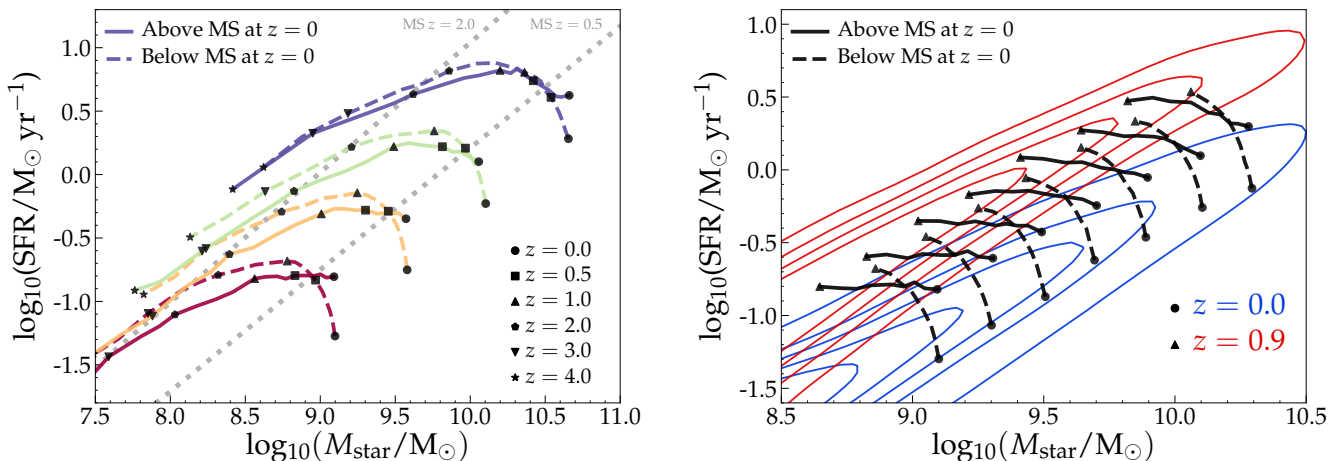 MS z = 2.0
MS z = 0.5
Above MS at z = 0
Below MS at z = 0
log₁₀(SFR/M⊙ yr⁻¹)
1.0
0.5
0.0
-0.5
-1.0
-1.5
z = 0.0
z = 0.5
z = 1.0
z = 2.0
z = 3.0
z = 4.0
7.5 8.0 8.5 9.0 9.5 10.0 10.5 11.0
log₁₀(Mstar/M⊙)
Above MS at z = 0
Below MS at z = 0
log₁₀(SFR/M⊙ yr⁻¹)
1.0
0.5
0.0
-0.5
-1.0
-1.5
z = 0.0
z = 0.9
8.5 9.0 9.5 10.0 10.5
log₁₀(Mstar/M⊙)